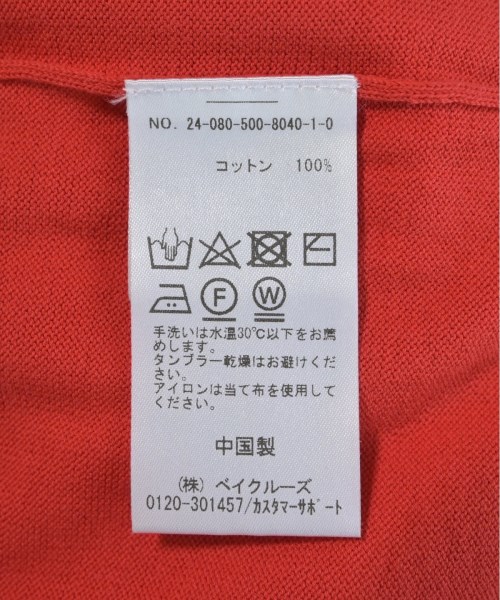 NO. 24-080-500-8040-1-0
コットン 100%
F W
手洗いは水温30℃以下をお薦
めします。
タンブラー乾燥はお避けくださ
い。
アイロンは当て布を使用して
ください。
中国製
(株) ベイクルーズ
0120-301457/カスタマーサポート